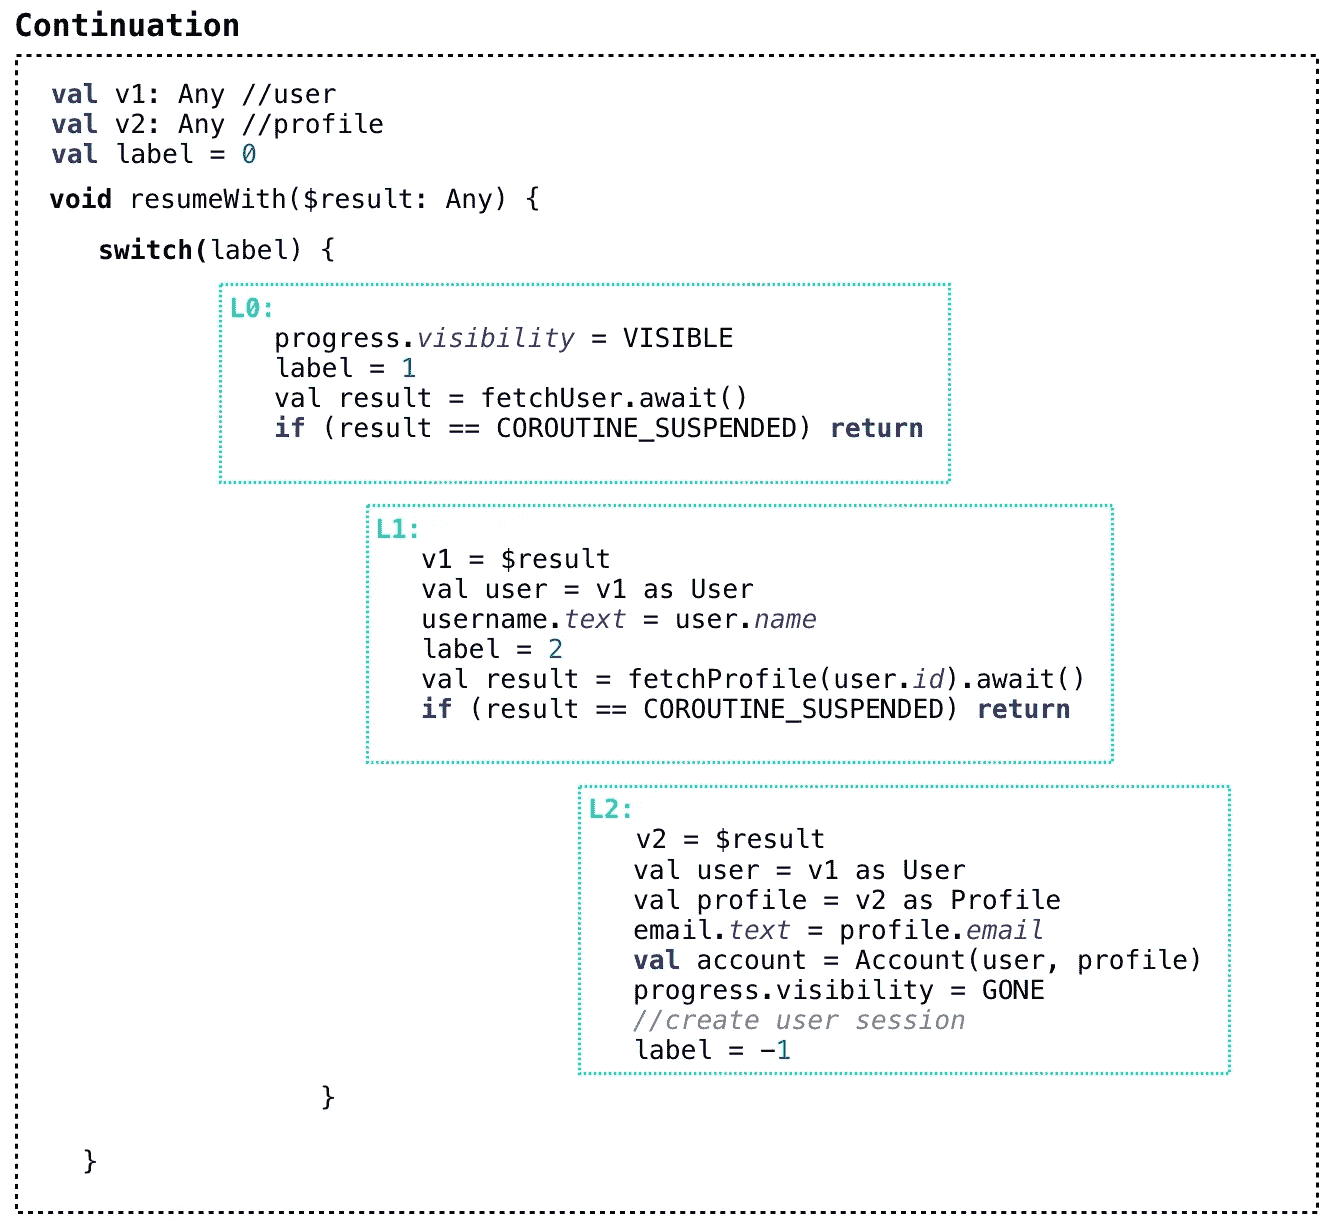 Continuation
val v1: Any //user
val v2: Any //profile
val label = 0
void resumeWith($result: Any) {
switch(label) {
L0:
progress.visibility = VISIBLE
label = 1
val result = fetchUser.await()
if (result == COROUTINE_SUSPENDED) return
L1:
v1 = $result
val user = v1 as User
username.text = user.name
label = 2
val result = fetchProfile(user.id).await()
if (result == COROUTINE_SUSPENDED) return
L2:
v2 = $result
val user = v1 as User
val profile = v2 as Profile
email.text = profile.email
val account = Account(user, profile)
progress.visibility = GONE
//create user session
label = -1
}
}